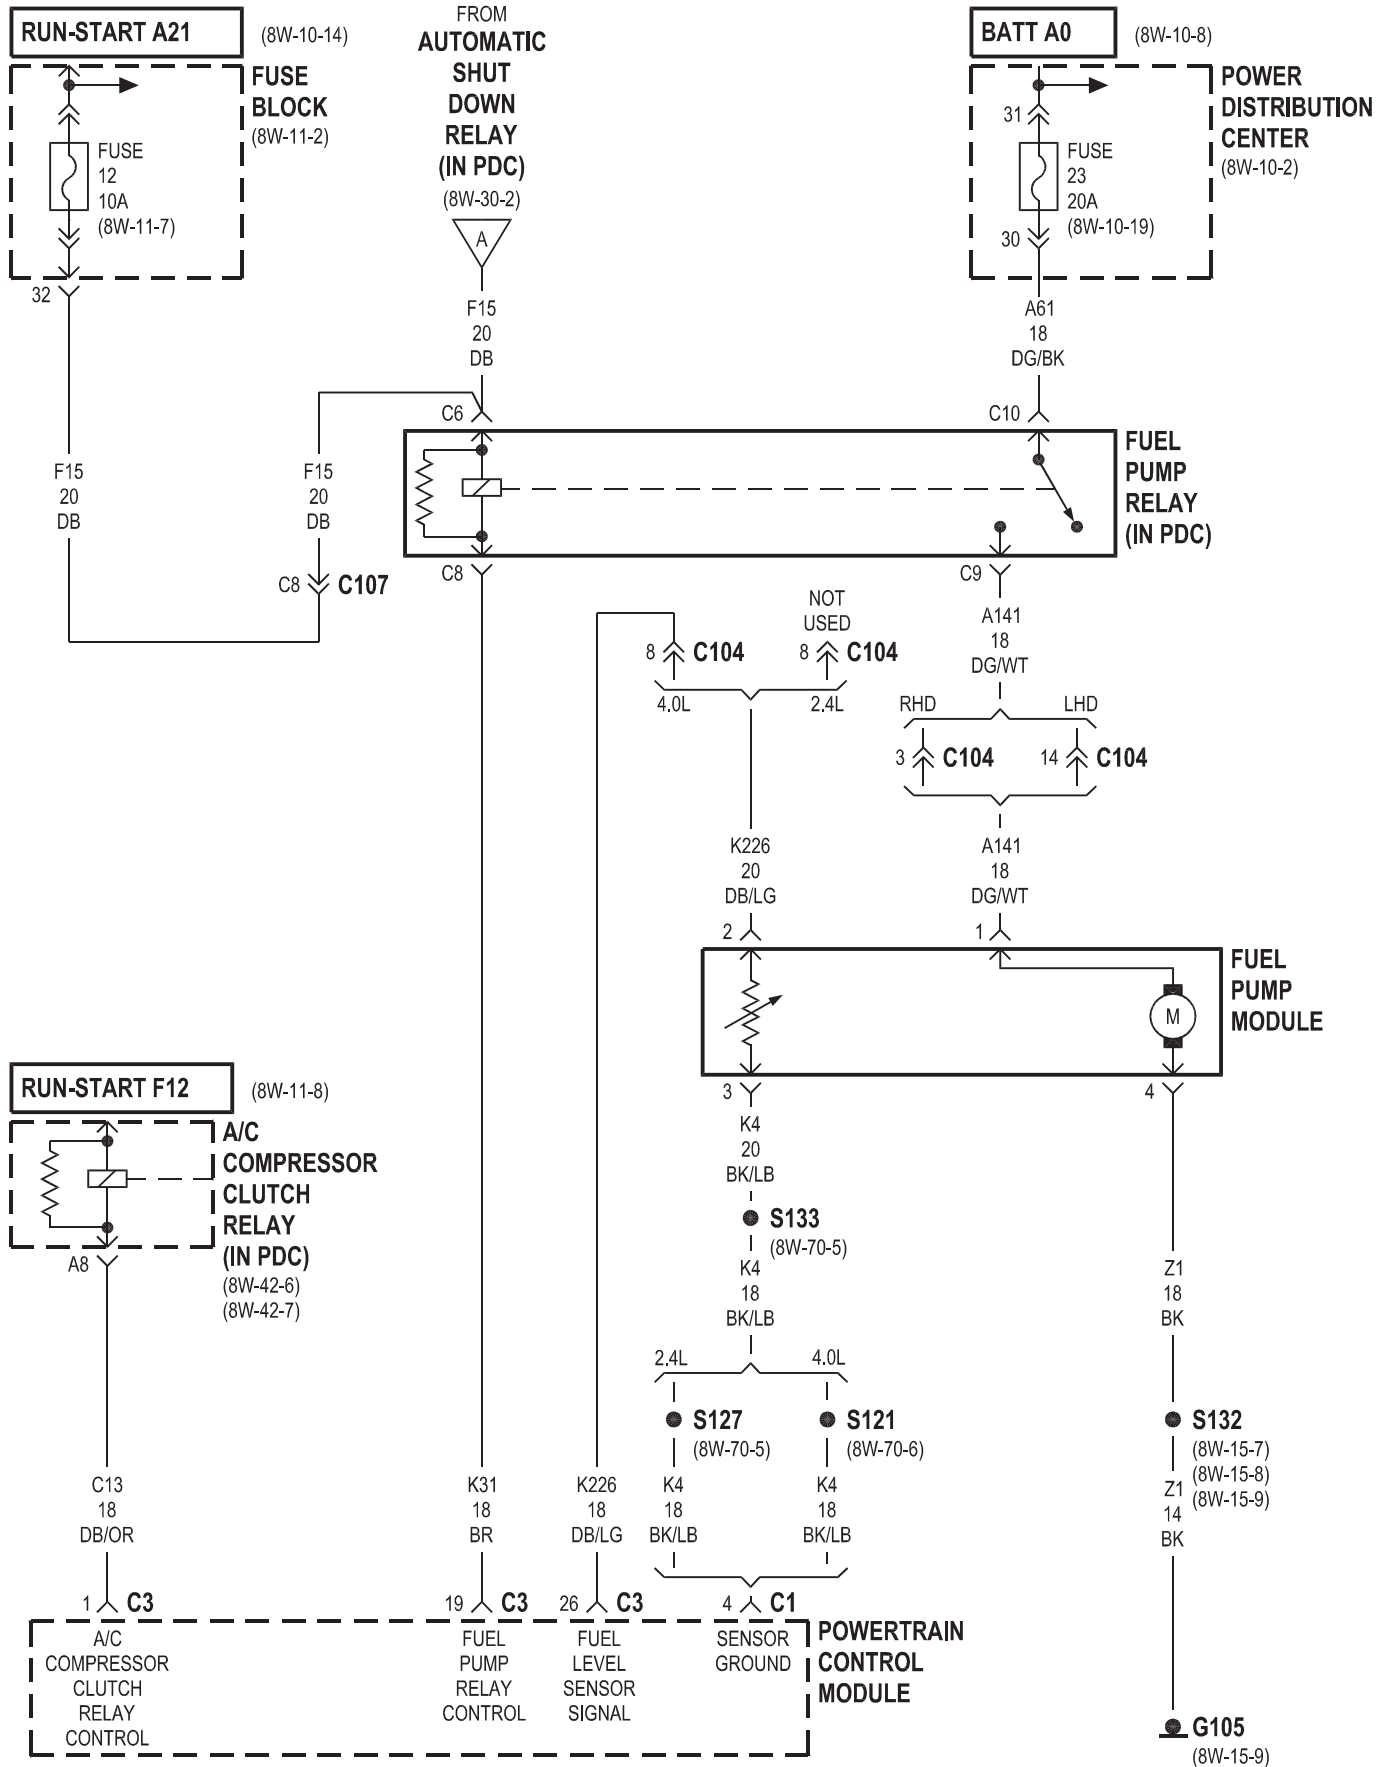 RUN-START A21
(8W-10-14)
FUSE
BLOCK
(8W-11-2)
FUSE
12
10A
(8W-11-7)
32
FROM
AUTOMATIC
SHUT
DOWN
RELAY
(IN PDC)
(8W-30-2)
A
BATT A0
(8W-10-8)
POWER
DISTRIBUTION
CENTER
(8W-10-2)
31
FUSE
23
20A
(8W-10-19)
30
F15
20
DB
A61
18
DG/BK
C6
C10
F15
20
DB
F15
20
DB
FUEL
PUMP
RELAY
(IN PDC)
C8
C9
C8
C107
A141
18
DG/WT
NOT
USED
8
C104
8
C104
4.0L
2.4L
RHD
LHD
3
C104
14
C104
K226
20
DB/LG
A141
18
DG/WT
2
1
FUEL
PUMP
MODULE
M
3
4
RUN-START F12
(8W-11-8)
A/C
COMPRESSOR
CLUTCH
RELAY
(IN PDC)
(8W-42-6)
(8W-42-7)
A8
K4
20
BK/LB
S133
(8W-70-5)
K4
18
BK/LB
Z1
18
BK
2.4L
4.0L
S127
(8W-70-5)
S121
(8W-70-6)
S132
(8W-15-7)
(8W-15-8)
(8W-15-9)
C13
18
DB/OR
K31
18
BR
K226
18
DB/LG
K4
18
BK/LB
K4
18
BK/LB
Z1
14
BK
1
C3
19
C3
26
C3
4
C1
A/C
COMPRESSOR
CLUTCH
RELAY
CONTROL
FUEL
PUMP
RELAY
CONTROL
FUEL
LEVEL
SENSOR
SIGNAL
SENSOR
GROUND
POWERTRAIN
CONTROL
MODULE
G105
(8W-15-9)